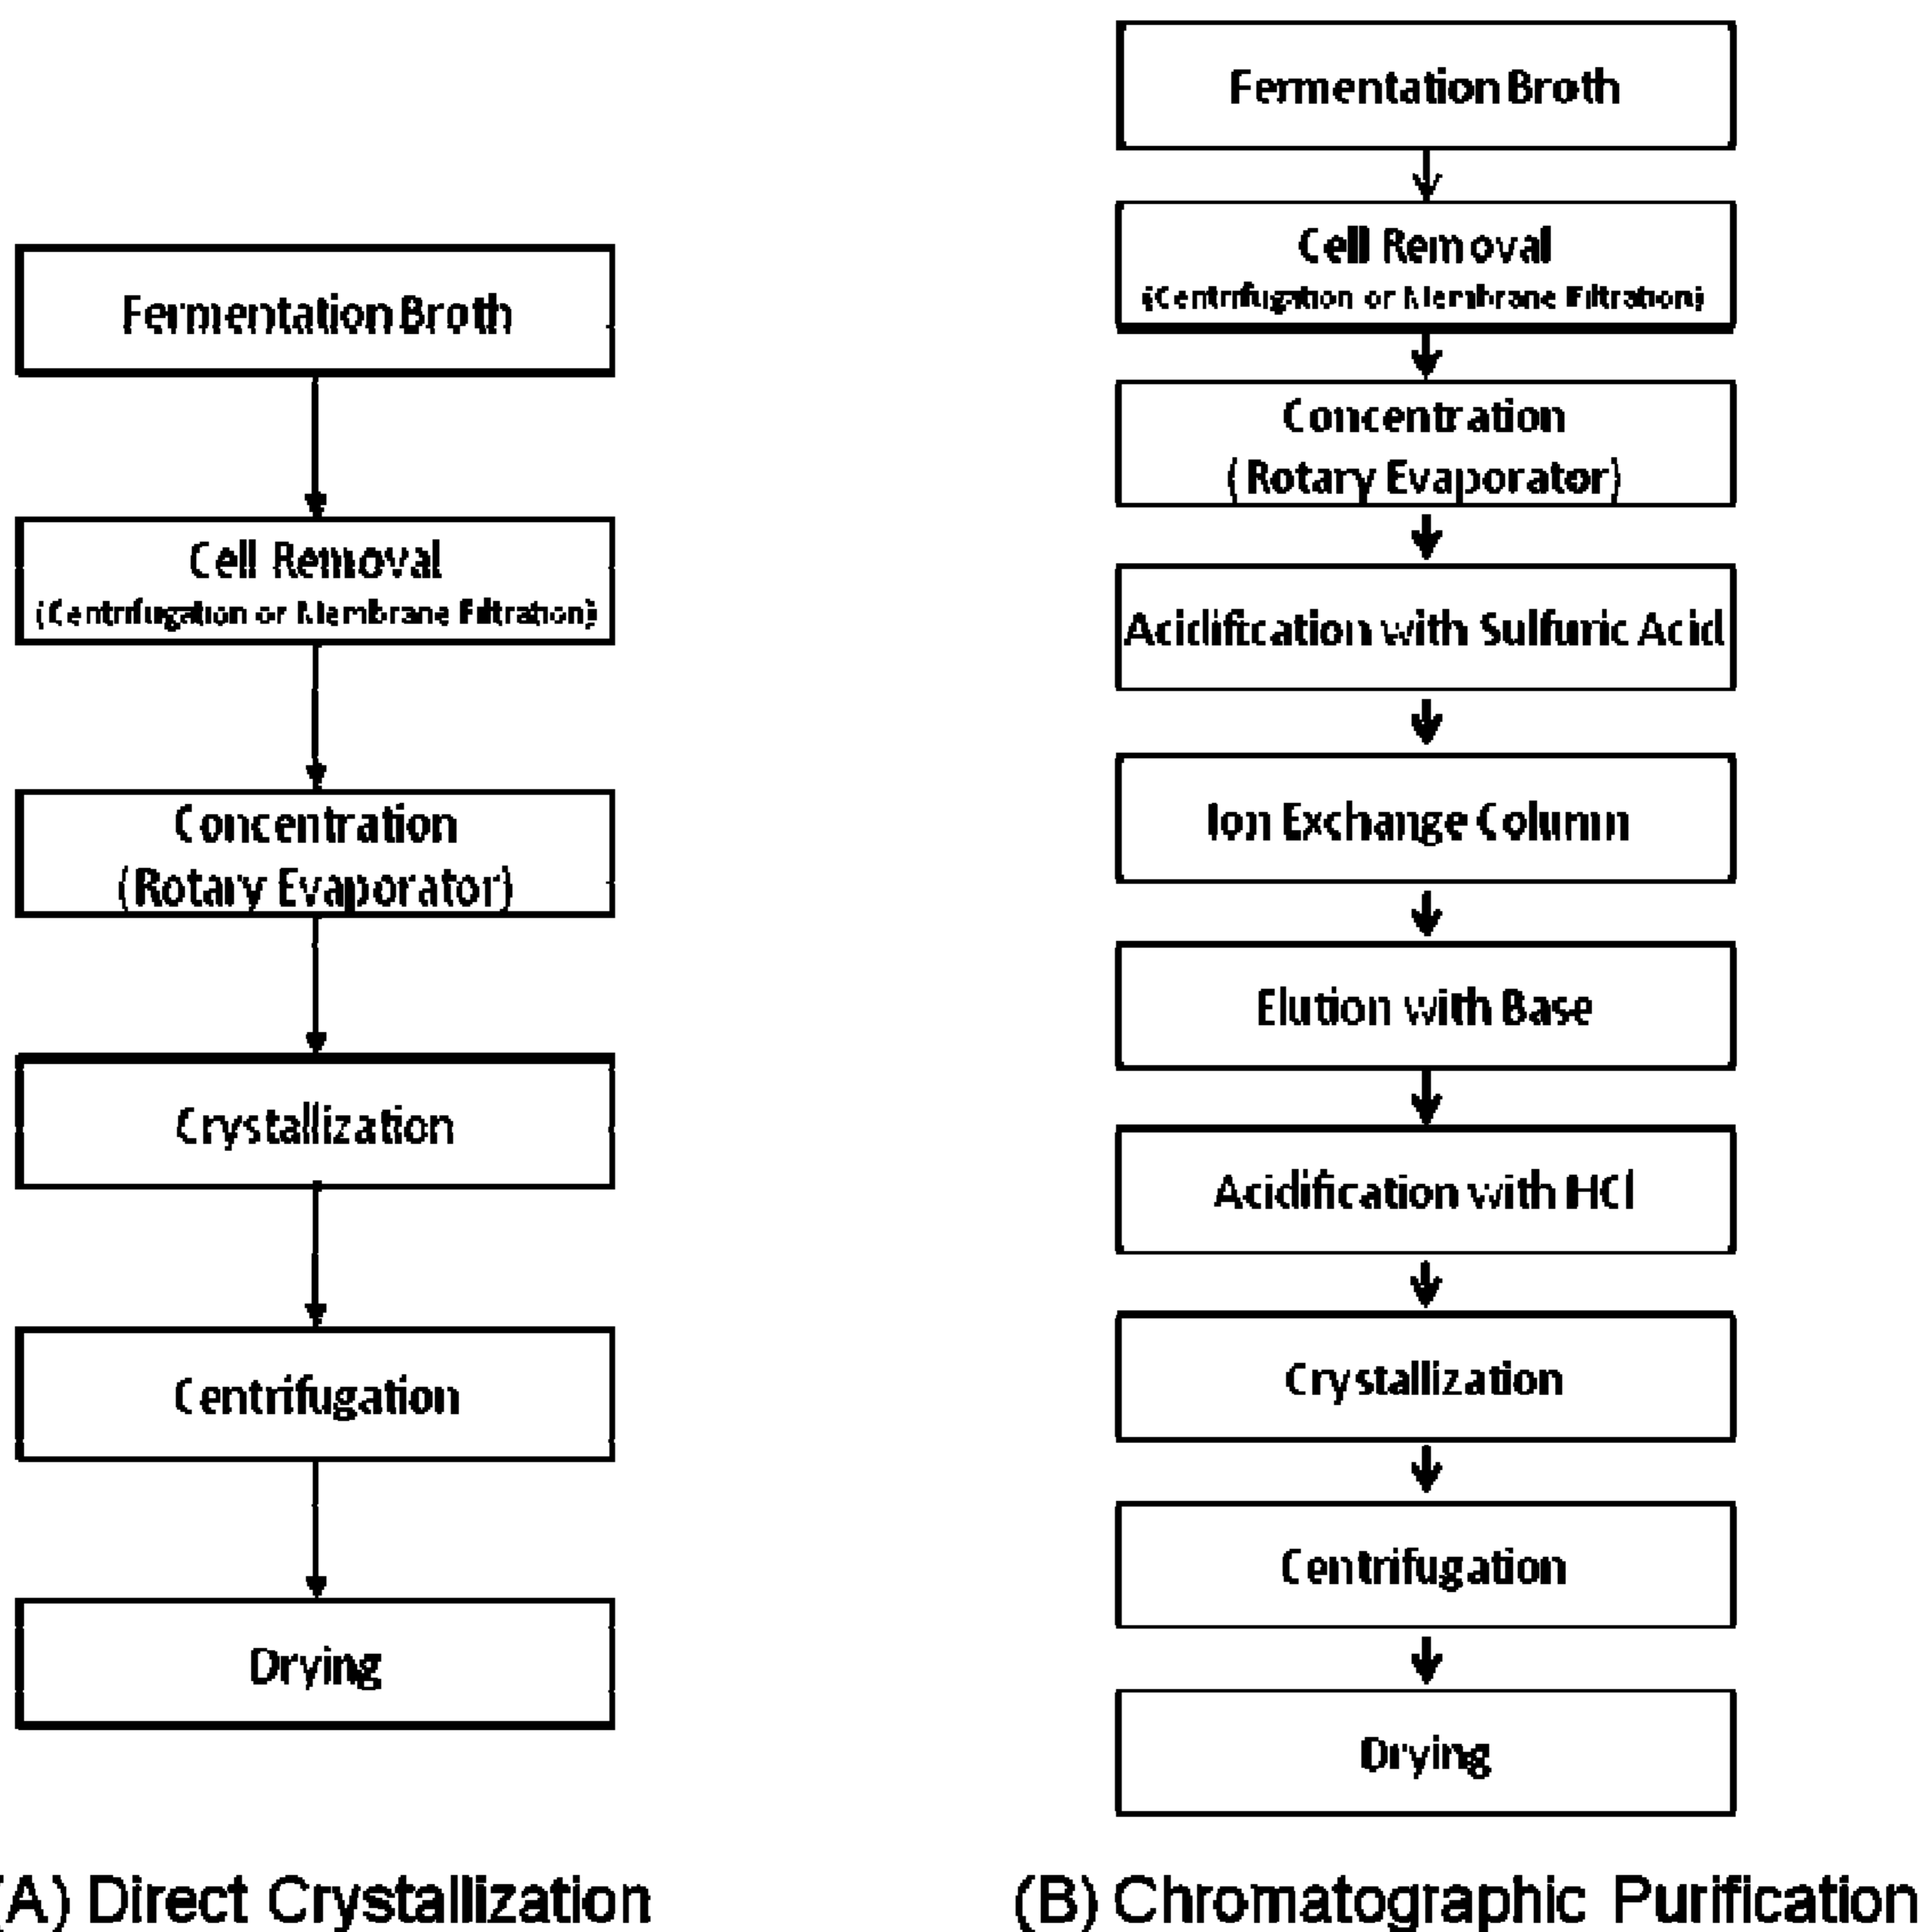 Fermentation Broth
Cell Removal
(Centrifugation or Membrane Filtration)
Concentration
(Rotary Evaporator)
Crystallization
Centrifugation
Drying
(A) Direct Crystallization
Fermentation Broth
Cell Removal
(Centrifugation or Membrane Filtration)
Concentration
(Rotary Evaporator)
Acidification with Sulfuric Acid
Ion Exchange Column
Elution with Base
Acidification with HCl
Crystallization
Centrifugation
Drying
(B) Chromatographic Purification